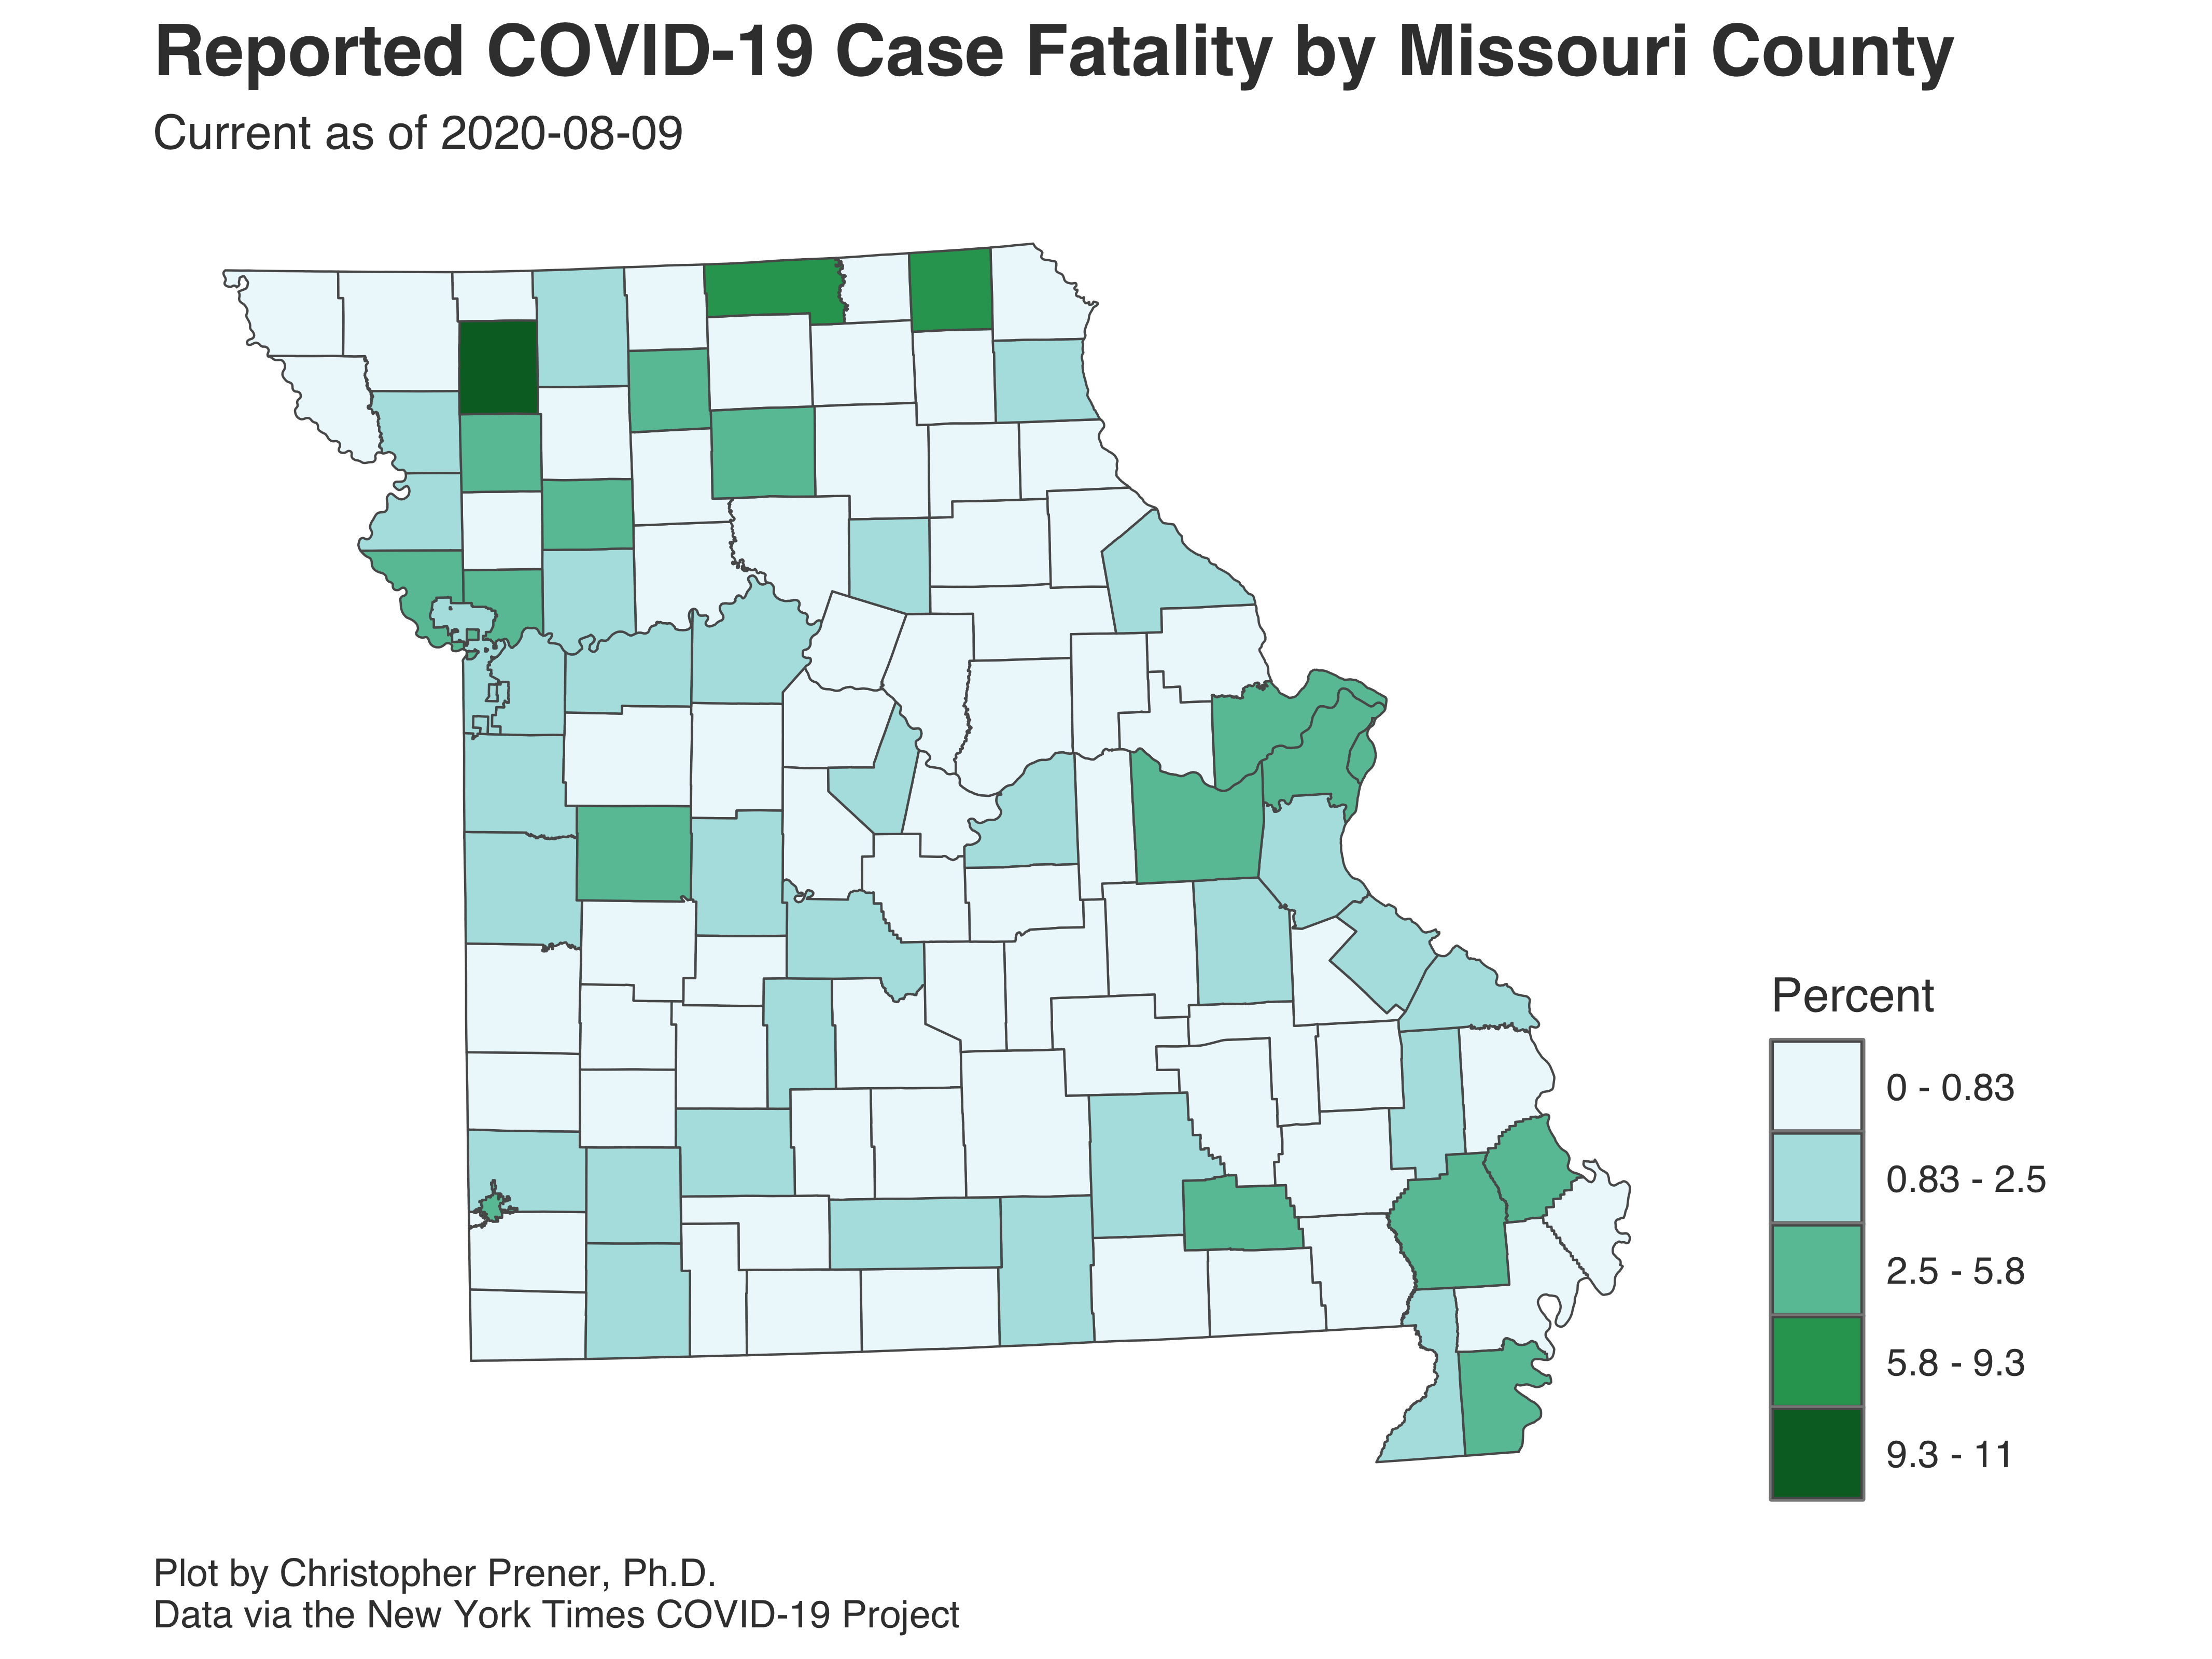 Reported COVID-19 Case Fatality by Missouri County
Current as of 2020-08-09
Percent
0 - 0.83
0.83 - 2.5
2.5 - 5.8
5.8 - 9.3
9.3 - 11
Plot by Christopher Prener, Ph.D.
Data via the New York Times COVID-19 Project